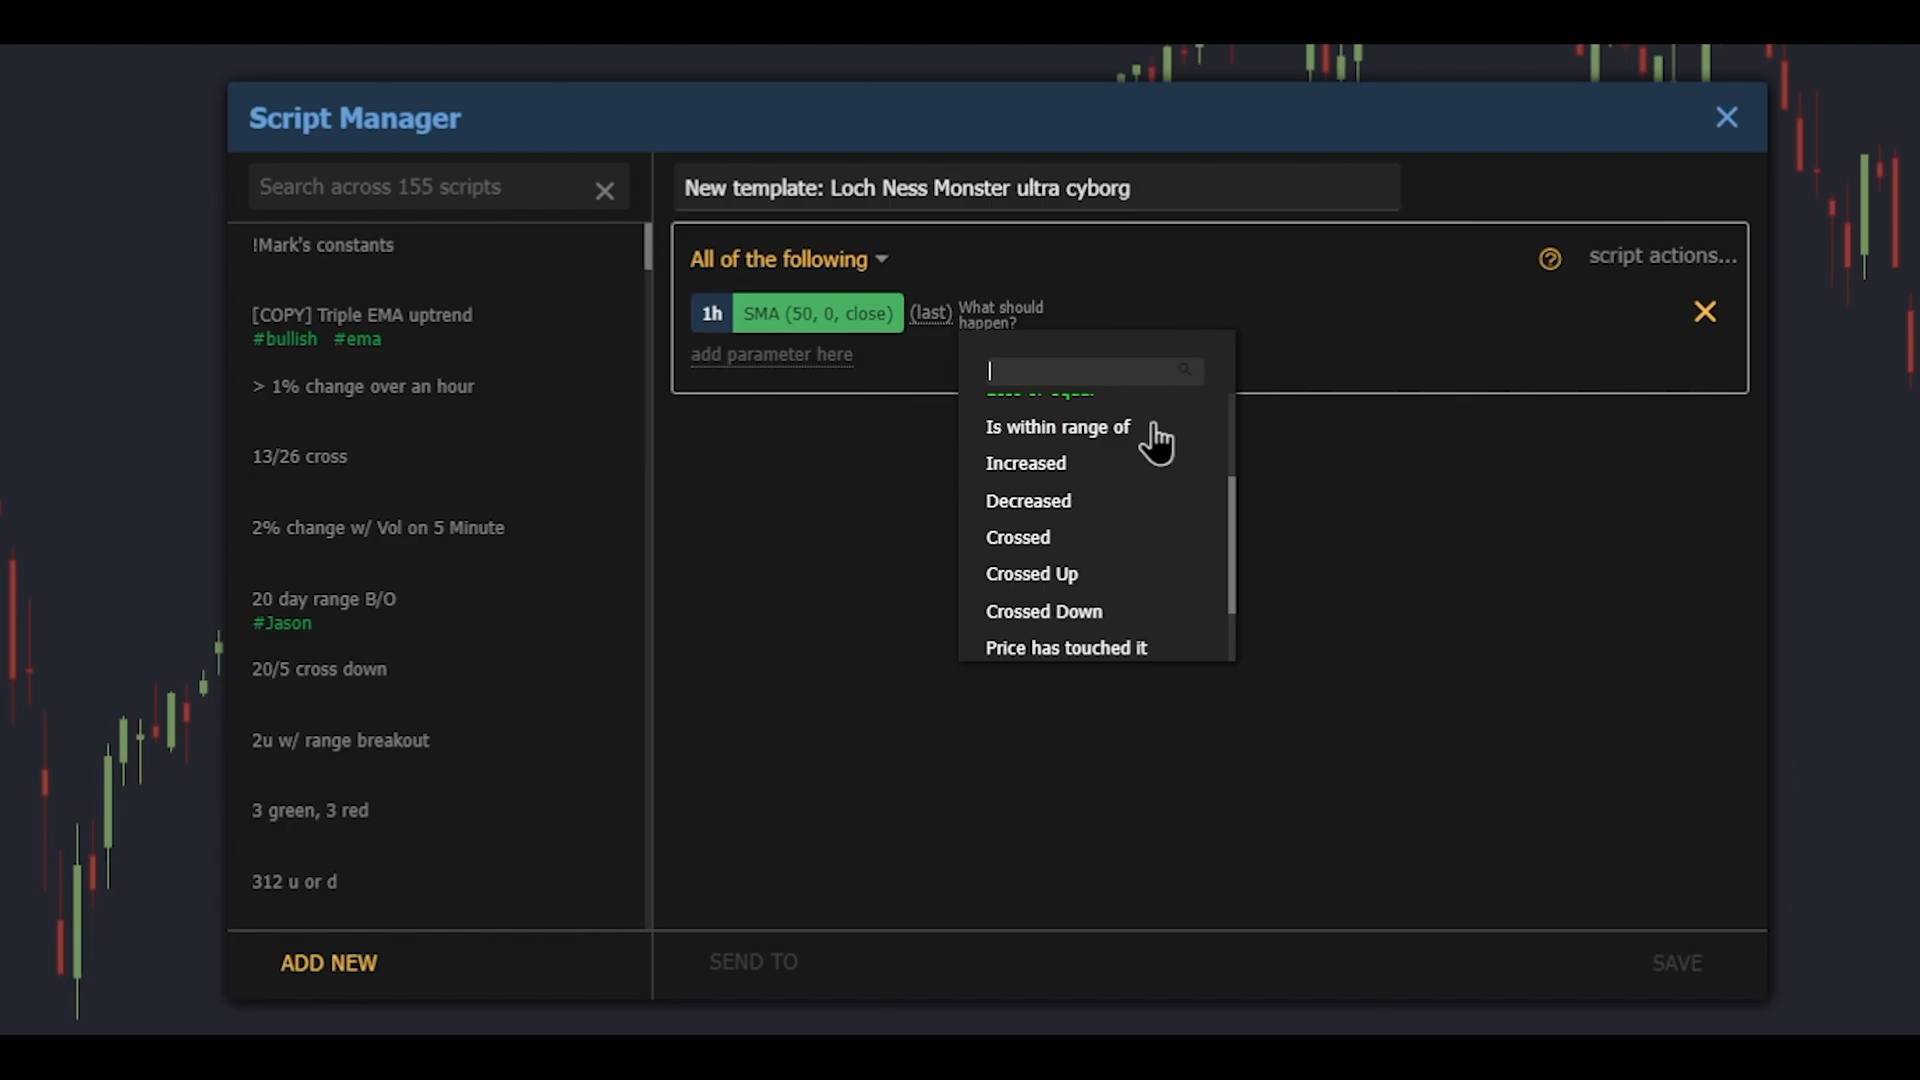 Script Manager
Search across 155 scripts
!Mark's constants
[COPY] Triple EMA uptrend
#bullish #ema
> 1% change over an hour
13/26 cross
2% change w/ Vol on 5 Minute
20 day range B/O
#Jason
20/5 cross down
2u w/ range breakout
3 green, 3 red
312 u or d
ADD NEW
New template: Loch Ness Monster ultra cyborg
All of the following
script actions...
1h SMA (50, 0, close) (last) What should
happen?
add parameter here
Is within range of
Increased
Decreased
Crossed
Crossed Up
Crossed Down
Price has touched it
SEND TO
SAVE